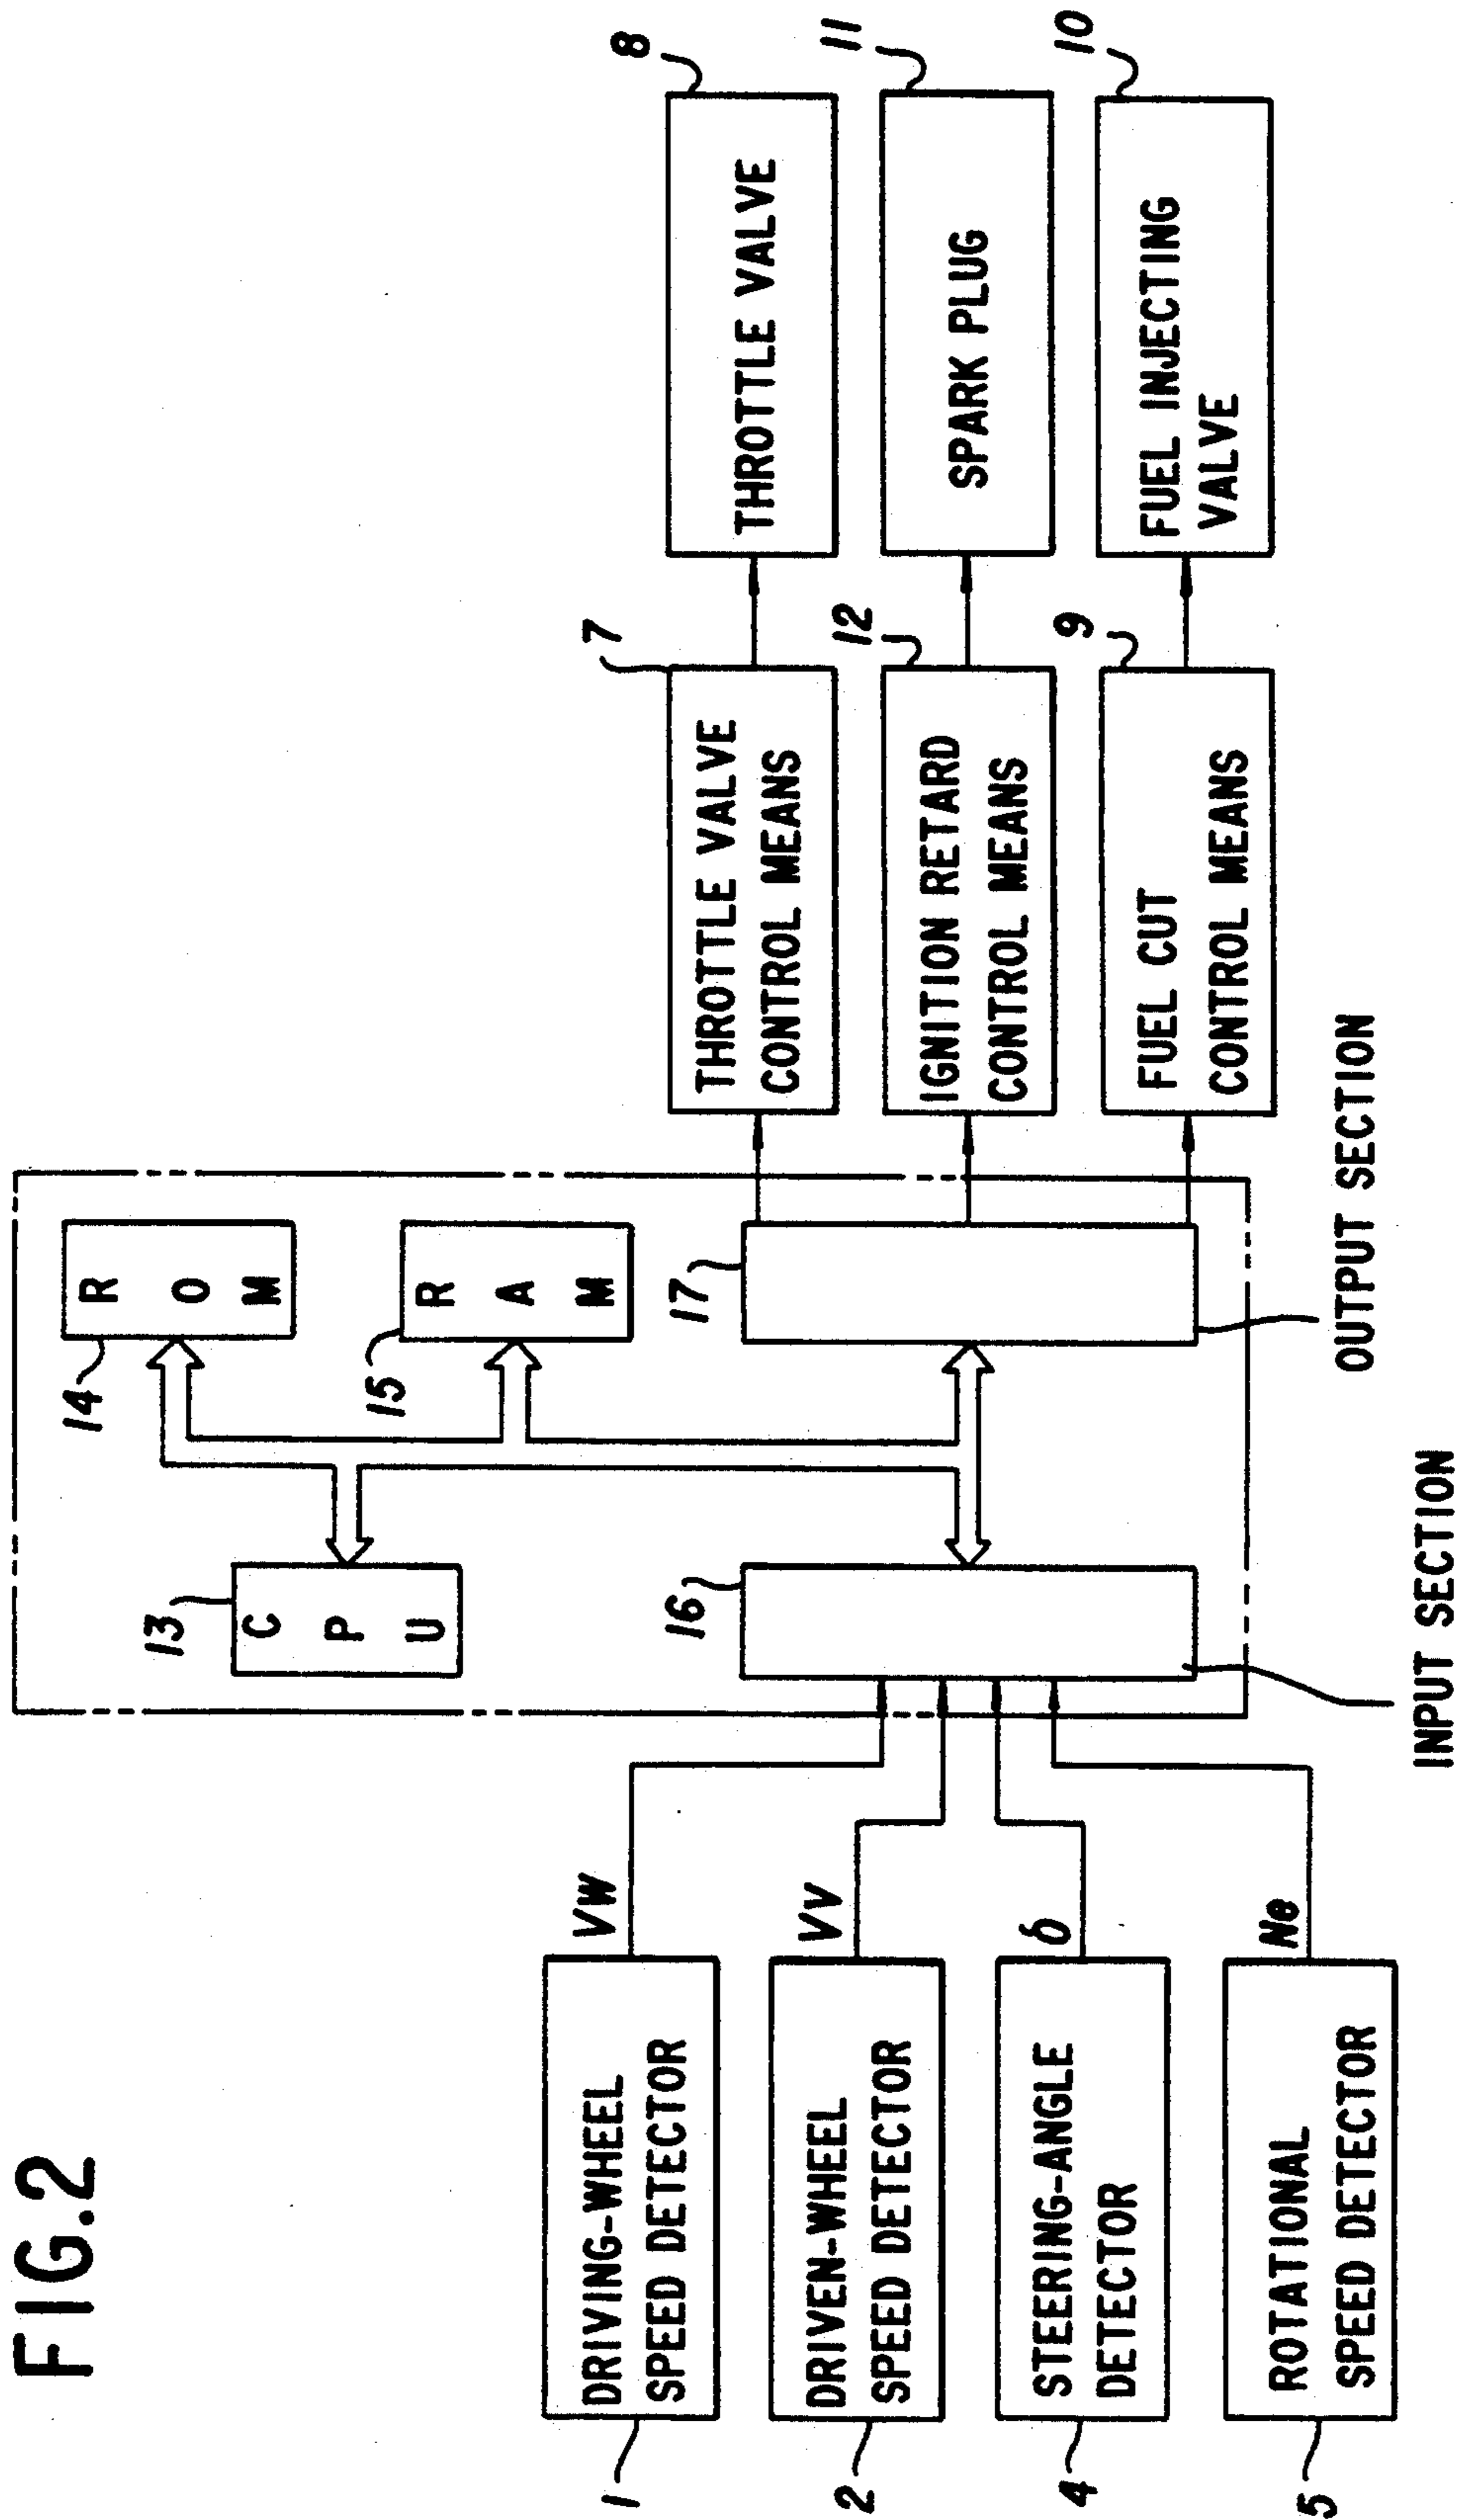 FIG.2
1
DRIVING-WHEEL
SPEED DETECTOR
VW
2
DRIVEN-WHEEL
SPEED DETECTOR
VV
4
STEERING-ANGLE
DETECTOR
δ
5
ROTATIONAL
SPEED DETECTOR
Ne
13
CPU
14
ROM
15
RAM
16
INPUT SECTION
17
OUTPUT SECTION
7
THROTTLE VALVE
CONTROL MEANS
8
THROTTLE VALVE
12
IGNITION RETARD
CONTROL MEANS
11
SPARK PLUG
9
FUEL CUT
CONTROL MEANS
10
FUEL INJECTING
VALVE